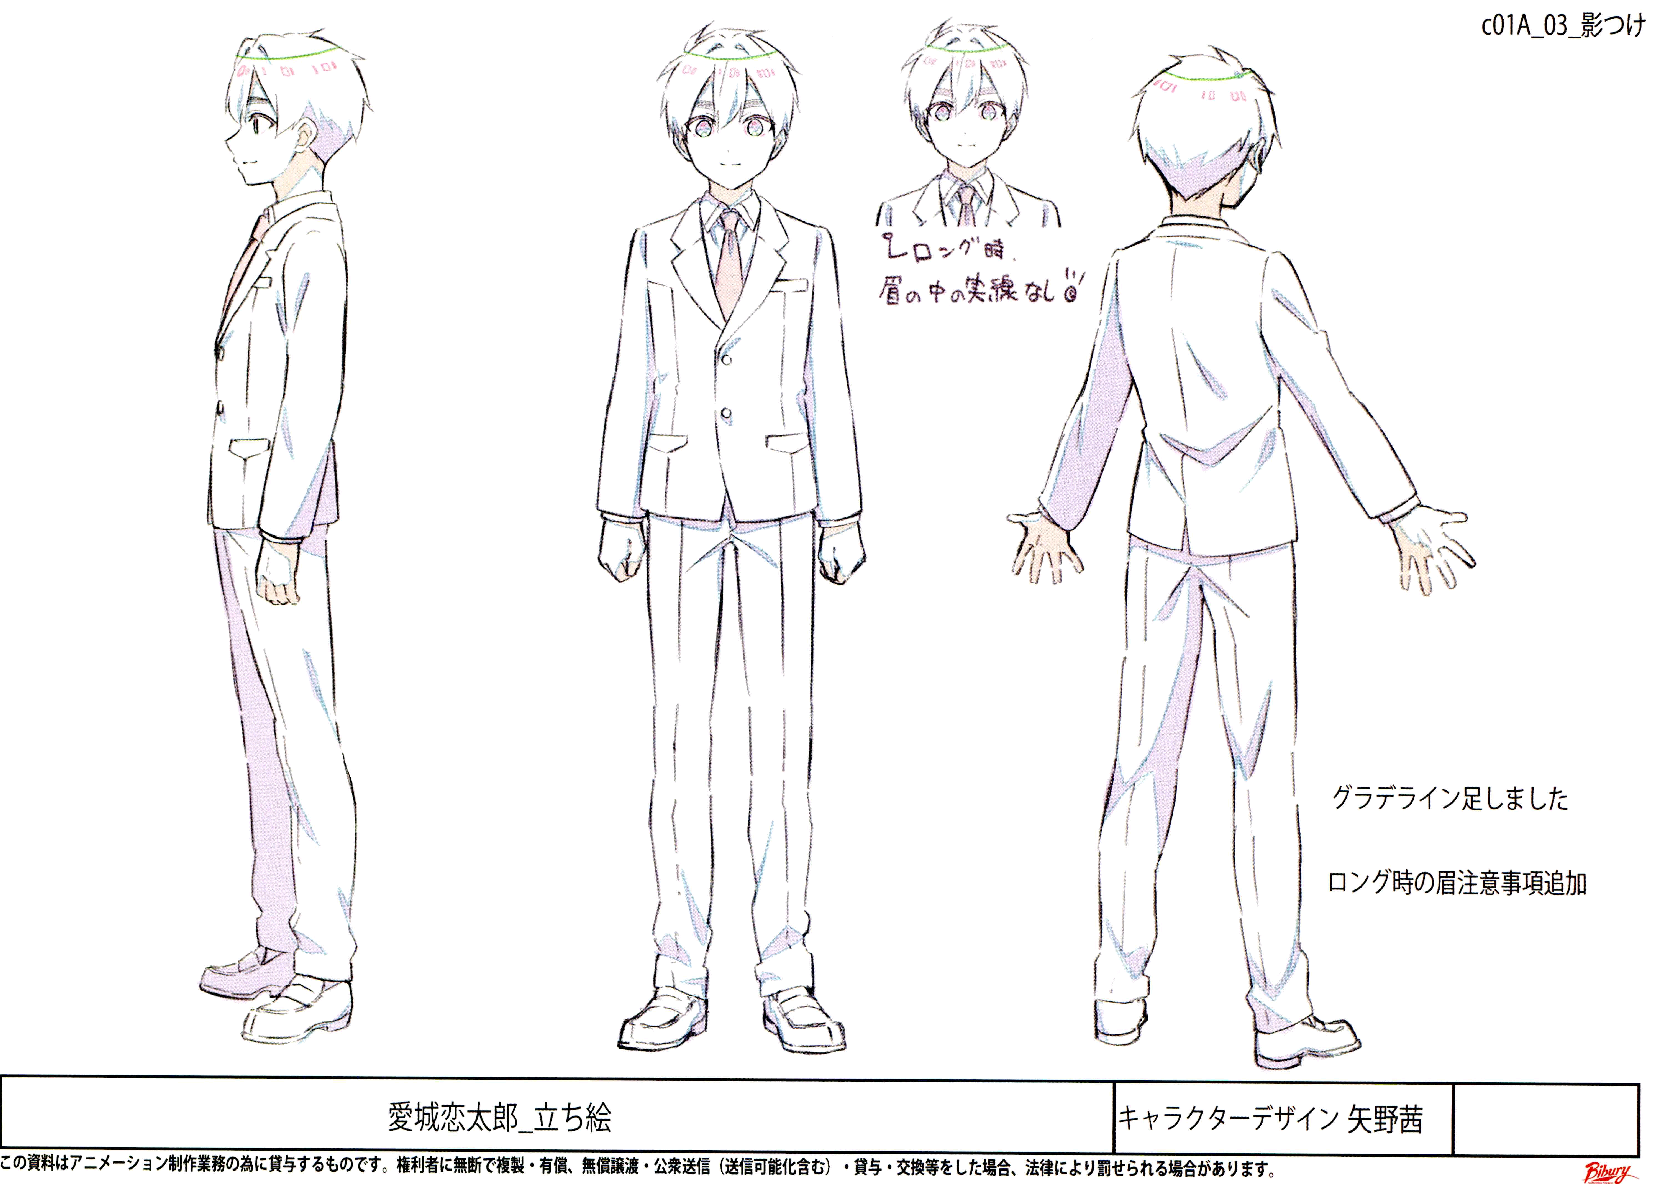 c01A_03_影つけ
ロング時、
眉の中の実線なし
グラデライン足しました
ロング時の眉注意事項追加
愛城恋太郎_立ち絵
キャラクターデザイン 矢野茜
この資料はアニメーション制作業務の為に貸与するものです。権利者に無断で複製・有償、無償譲渡・公衆送信（送信可能化含む）・貸与・交換等をした場合、法律により罰せられる場合があります。
Bibury